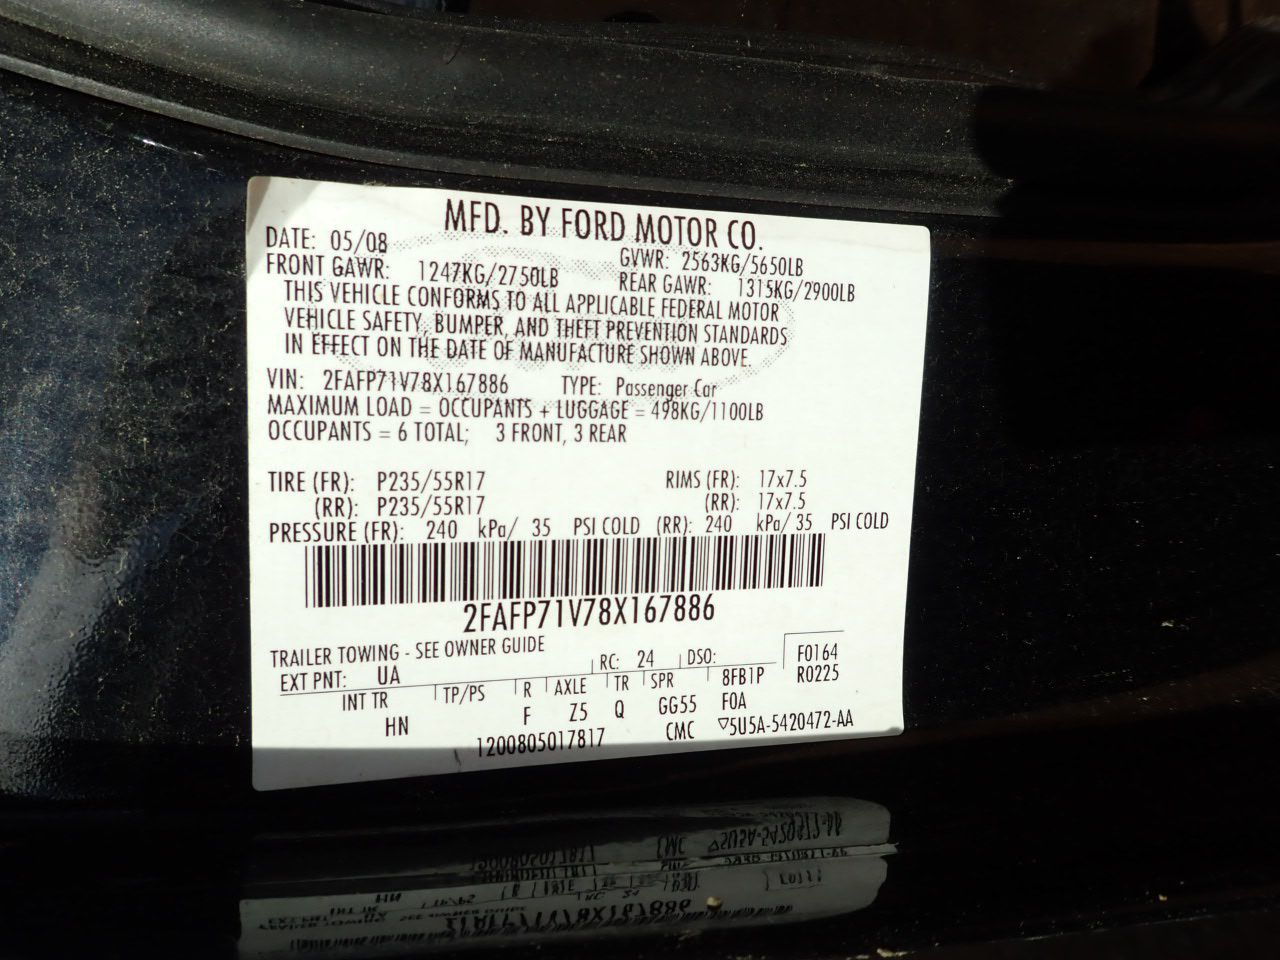 MFD. BY FORD MOTOR CO.
DATE: 05/08 GVWR: 2563KG/5650LB
FRONT GAWR: 1247KG/2750LB REAR GAWR: 1315KG/2900LB
THIS VEHICLE CONFORMS TO ALL APPLICABLE FEDERAL MOTOR
VEHICLE SAFETY, BUMPER, AND THEFT PREVENTION STANDARDS
IN EFFECT ON THE DATE OF MANUFACTURE SHOWN ABOVE.
VIN: 2FAFP71V78X167886 TYPE: Passenger Car
MAXIMUM LOAD = OCCUPANTS + LUGGAGE = 498KG/1100LB
OCCUPANTS = 6 TOTAL; 3 FRONT, 3 REAR
TIRE (FR): P235/55R17 RIMS (FR): 17x7.5
(RR): P235/55R17 (RR): 17x7.5
PRESSURE (FR): 240 kPa/ 35 PSI COLD (RR): 240 kPa/ 35 PSI COLD
2FAFP71V78X167886
TRAILER TOWING - SEE OWNER GUIDE F0164
EXT PNT: UA RC: 24 DSO: R0225
INT TR TP/PS R AXLE TR SPR 8FB1P
HN F Z5 Q GG55 F0A
1200805017817 CMC ▽5U5A-5420472-AA